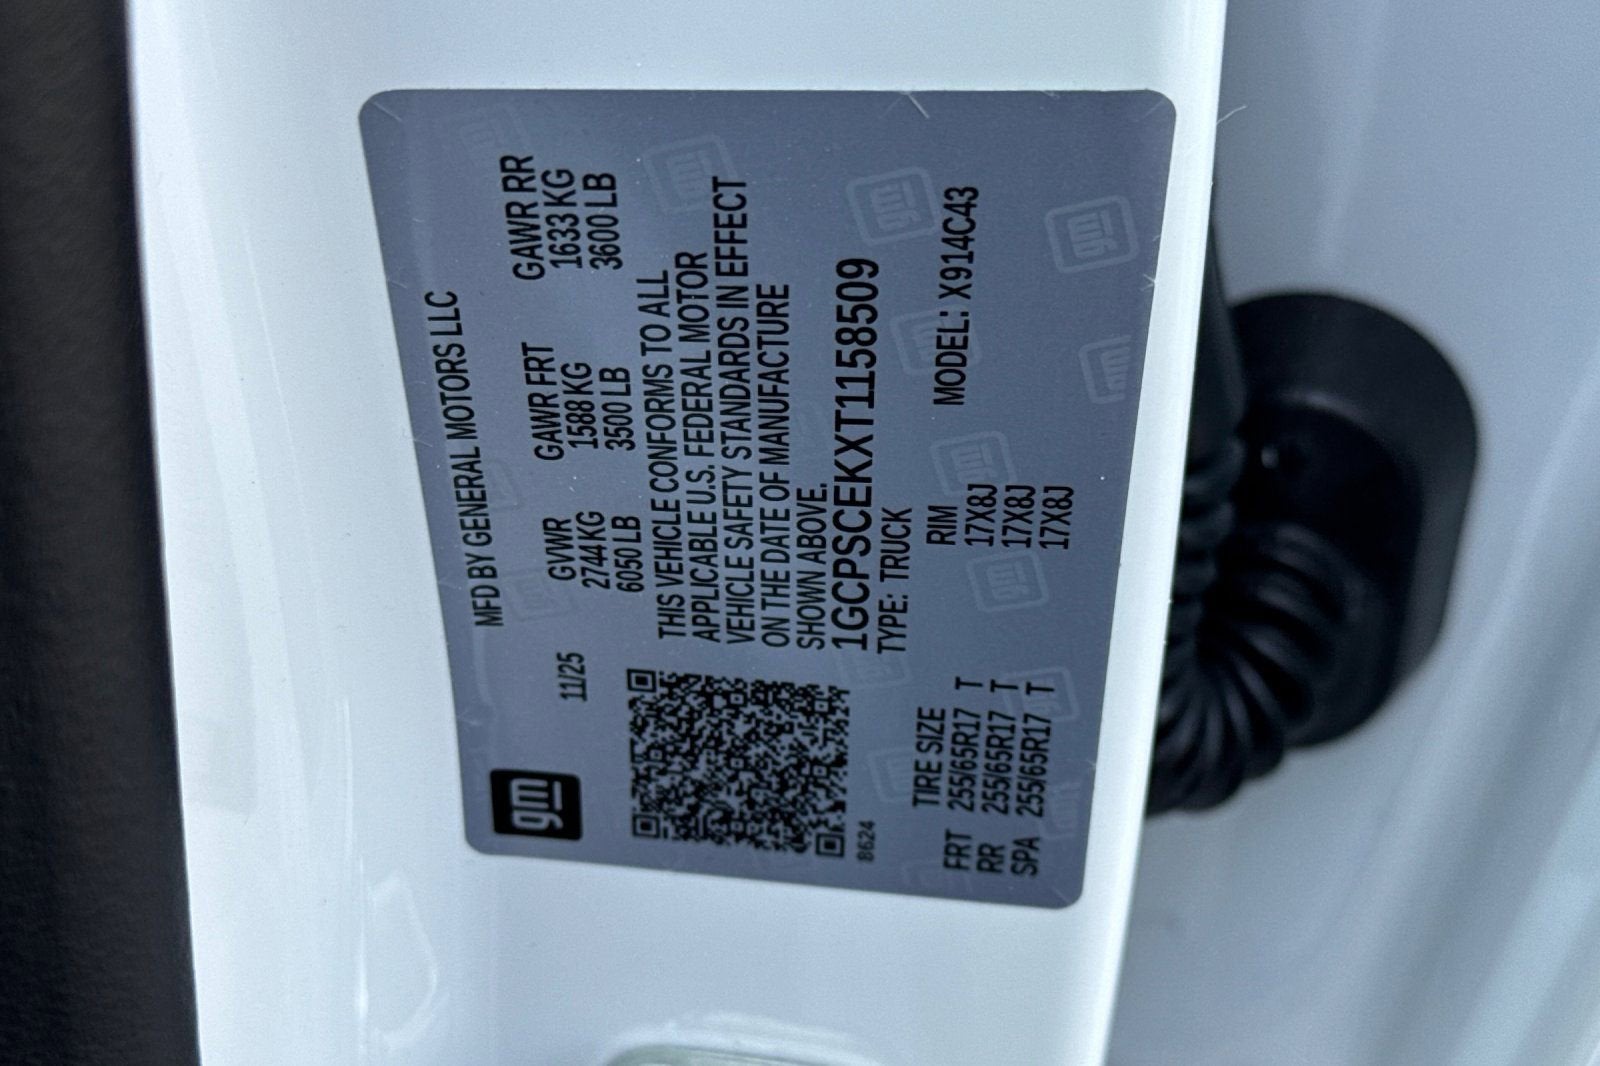 gm
MFD BY GENERAL MOTORS LLC
11/25
GVWR GAWR FRT GAWR RR
2744 KG 1588 KG 1633 KG
6050 LB 3500 LB 3600 LB
THIS VEHICLE CONFORMS TO ALL
APPLICABLE U.S. FEDERAL MOTOR
VEHICLE SAFETY STANDARDS IN EFFECT
ON THE DATE OF MANUFACTURE
SHOWN ABOVE.
1GCPSCEKXT1158509
8624
TYPE: TRUCK MODEL: X914C43
TIRE SIZE RIM
FRT 255/65R17 T 17X8J
RR 255/65R17 T 17X8J
SPA 255/65R17 T 17X8J